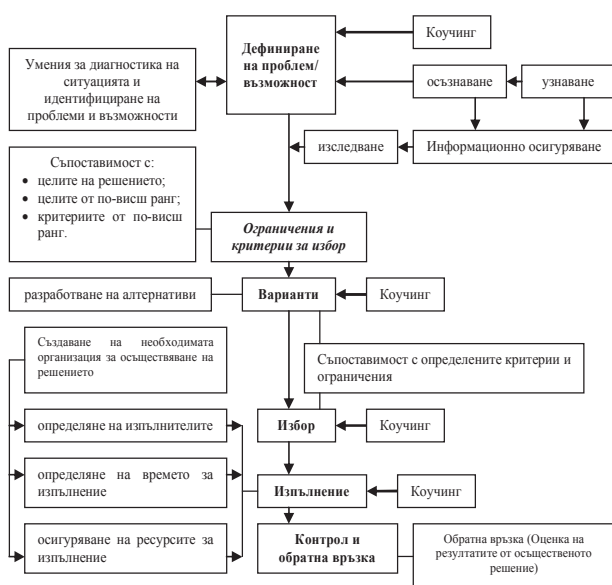 Дефиниране
на проблем/
възможност
Коучинг
Умения за диагностика на
ситуацията и
идентифициране на
проблеми и възможности
осъзнаване
узнаване
изследване
Информационно осигуряване
Съпоставимост с:
• целите на решението;
• целите от по-висш ранг;
• критериите от по-висш
ранг.
Ограничения и
критерии за избор
разработване на алтернативи
Варианти
Коучинг
Създаване на необходимата
организация за осъществяване на
решението
Съпоставимост с определените критерии и
ограничения
определяне на изпълнителите
Избор
Коучинг
определяне на времето за
изпълнение
Изпълнение
Коучинг
осигуряване на ресурсите за
изпълнение
Контрол и
обратна връзка
Обратна връзка (Оценка на
резултатите от осъщественото
решение)